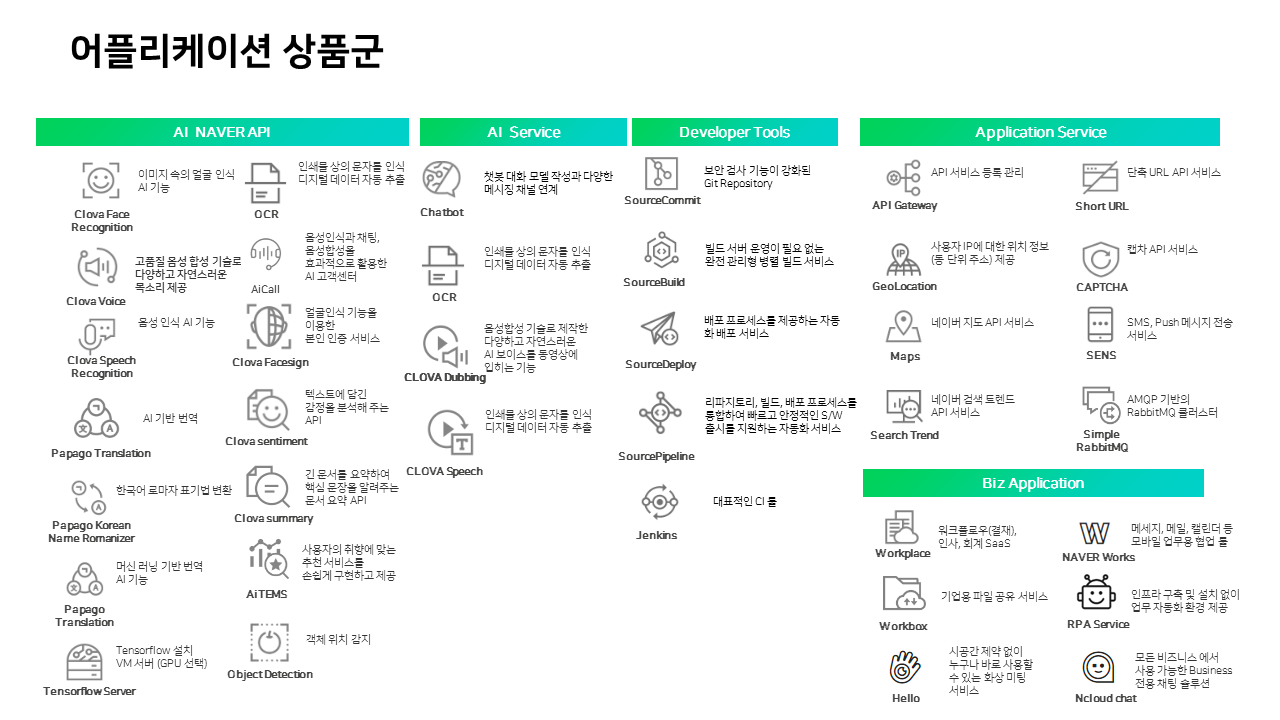 어플리케이션 상품군
AI NAVER API
이미지 속의 얼굴 인식
AI 기능
Clova Face
Recognition
고품질 음성 합성 기술로
다양하고 자연스러운
목소리 제공
Clova Voice
음성 인식 AI 기능
Clova Speech
Recognition
AI 기반 번역
Papago Translation
한국어 로마자 표기법 변환
Papago Korean
Name Romanizer
머신 러닝 기반 번역
AI 기능
Papago
Translation
Tensorflow 설치
VM 서버 (GPU 선택)
Tensorflow Server
인쇄물 상의 문자를 인식
디지털 데이터 자동 추출
OCR
음성인식과 채팅,
음성합성을
효과적으로 활용한
AI 고객센터
AiCall
얼굴인식 기능을
이용한
본인 인증 서비스
Clova Facesign
텍스트에 담긴
감정을 분석해 주는
API
Clova sentiment
긴 문서를 요약하여
핵심 문장을 알려주는
문서 요약 API
Clova summary
사용자의 취향에 맞는
추천 서비스를
손쉽게 구현하고 제공
AiTEMS
객체 위치 감지
Object Detection
AI Service
챗봇 대화 모델 작성과 다양한
메시징 채널 연계
Chatbot
인쇄물 상의 문자를 인식
디지털 데이터 자동 추출
OCR
음성합성 기술로 제작한
다양하고 자연스러운
AI 보이스를 동영상에
입히는 기능
CLOVA Dubbing
인쇄물 상의 문자를 인식
디지털 데이터 자동 추출
CLOVA Speech
Developer Tools
보안 검사 기능이 강화된
Git Repository
SourceCommit
빌드 서버 운영이 필요 없는
완전 관리형 병렬 빌드 서비스
SourceBuild
배포 프로세스를 제공하는 자동
화 배포 서비스
SourceDeploy
리파지토리, 빌드, 배포 프로세스를
통합하여 빠르고 안정적인 S/W
출시를 지원하는 자동화 서비스
SourcePipeline
대표적인 CI 툴
Jenkins
Application Service
API 서비스 등록 관리
API Gateway
사용자 IP에 대한 위치 정보
(동 단위 주소) 제공
IP
GeoLocation
네이버 지도 API 서비스
Maps
네이버 검색 트렌드
API 서비스
Search Trend
단축 URL API 서비스
Short URL
캡차 API 서비스
CAPTCHA
SMS, Push 메시지 전송
서비스
SENS
AMQP 기반의
RabbitMQ 클러스터
Simple
RabbitMQ
Biz Application
워크플로우(결재),
인사, 회계 SaaS
Workplace
기업용 파일 공유 서비스
Workbox
시공간 제약 없이
누구나 바로 사용할
수 있는 화상 미팅
서비스
Hello
메세지, 메일, 캘린더 등
모바일 업무용 협업 툴
NAVER Works
인프라 구축 및 설치 없이
업무 자동화 환경 제공
RPA Service
모든 비즈니스 에서
사용 가능한 Business
전용 채팅 솔루션
Ncloud chat